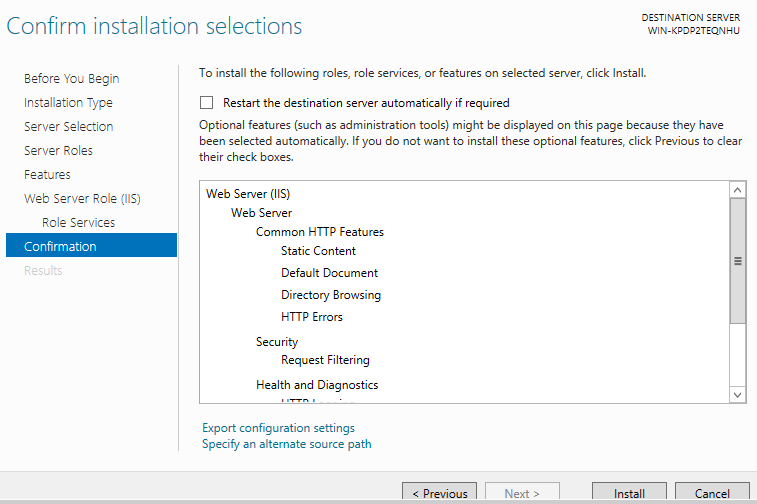 Confirm installation selections
DESTINATION SERVER
WIN-KPDP2TEQNHU
Before You Begin
Installation Type
Server Selection
Server Roles
Features
Web Server Role (IIS)
Role Services
Confirmation
Results
To install the following roles, role services, or features on selected server, click Install.
Restart the destination server automatically if required
Optional features (such as administration tools) might be displayed on this page because they have
been selected automatically. If you do not want to install these optional features, click Previous to clear
their check boxes.
Web Server (IIS)
Web Server
Common HTTP Features
Static Content
Default Document
Directory Browsing
HTTP Errors
Security
Request Filtering
Health and Diagnostics
HTTP Logging
Export configuration settings
Specify an alternate source path
< Previous
Next >
Install
Cancel